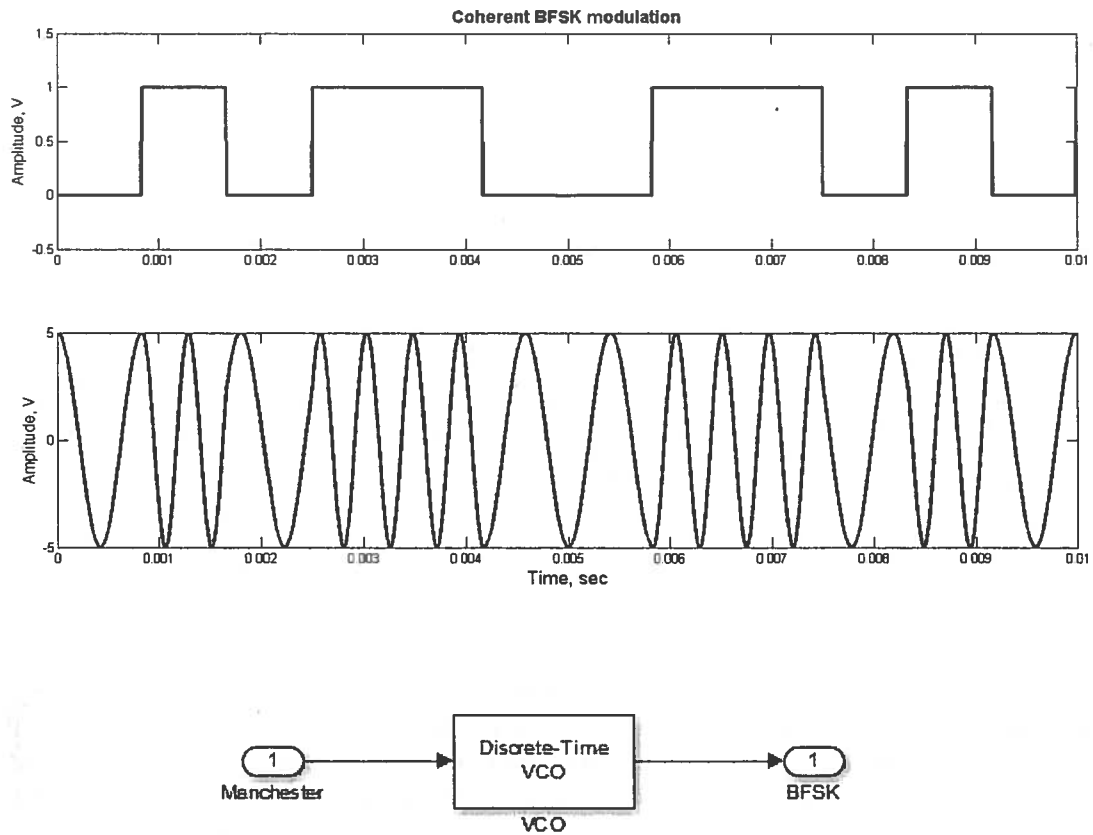 Coherent BFSK modulation
1.5
1
0.5
0
-0.5
Amplitude, V
0 0.001 0.002 0.003 0.004 0.005 0.006 0.007 0.008 0.009 0.01
5
0
-5
Amplitude, V
0 0.001 0.002 0.003 0.004 0.005 0.006 0.007 0.008 0.009 0.01
Time, sec
1
Manchester
Discrete-Time
VCO
VCO
1
BFSK